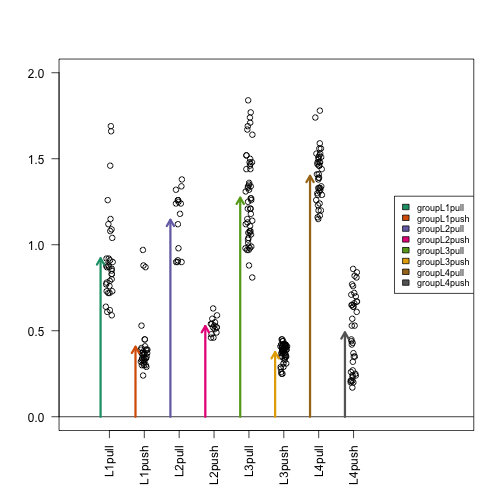 2.0
1.5
1.0
0.5
0.0
groupL1pull
groupL1push
groupL2pull
groupL2push
groupL3pull
groupL3push
groupL4pull
groupL4push
L1pull
L1push
L2pull
L2push
L3pull
L3push
L4pull
L4push